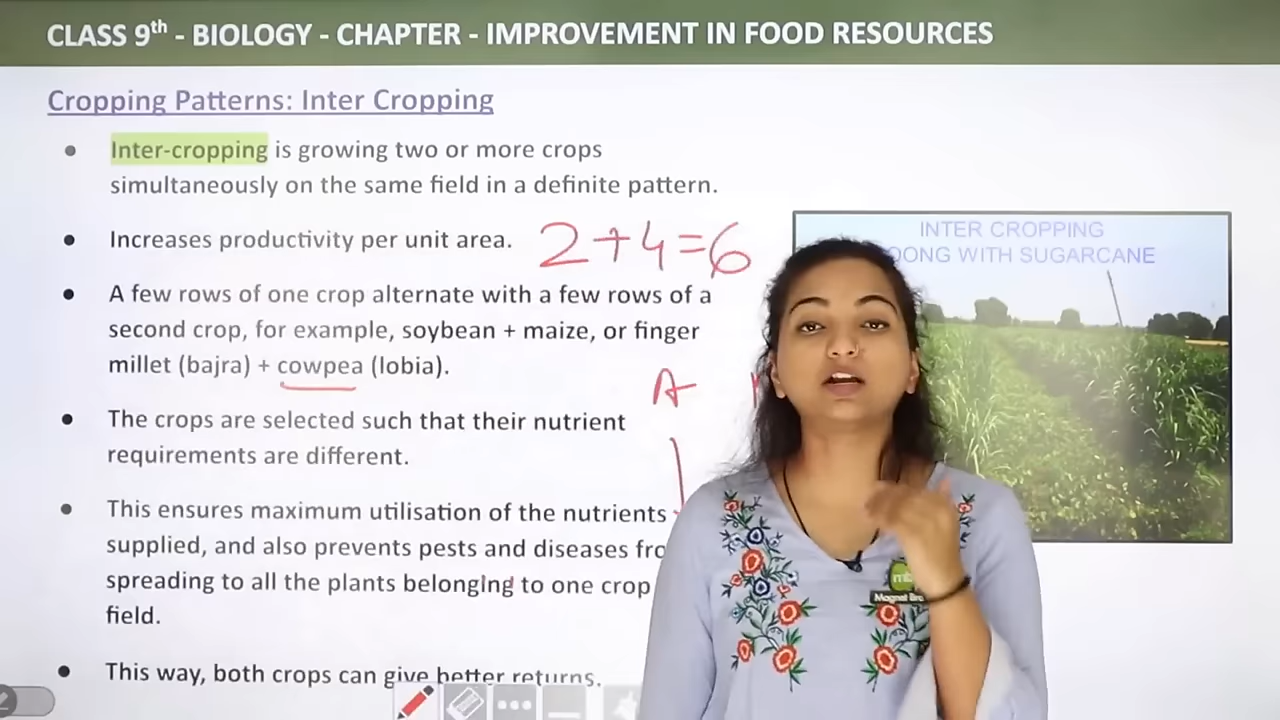 CLASS 9th - BIOLOGY - CHAPTER - IMPROVEMENT IN FOOD RESOURCES
Cropping Patterns: Inter Cropping
Inter-cropping is growing two or more crops
simultaneously on the same field in a definite pattern.
Increases productivity per unit area.
2+4=6
A few rows of one crop alternate with a few rows of a
second crop, for example, soybean + maize, or finger
millet (bajra) + cowpea (lobia).
A
The crops are selected such that their nutrient
requirements are different.
This ensures maximum utilisation of the nutrients
supplied, and also prevents pests and diseases
spreading to all the plants belonging to one crop
field.
This way, both crops can give better returns.
INTER CROPPING
WITH SUGARCANE
Magnet